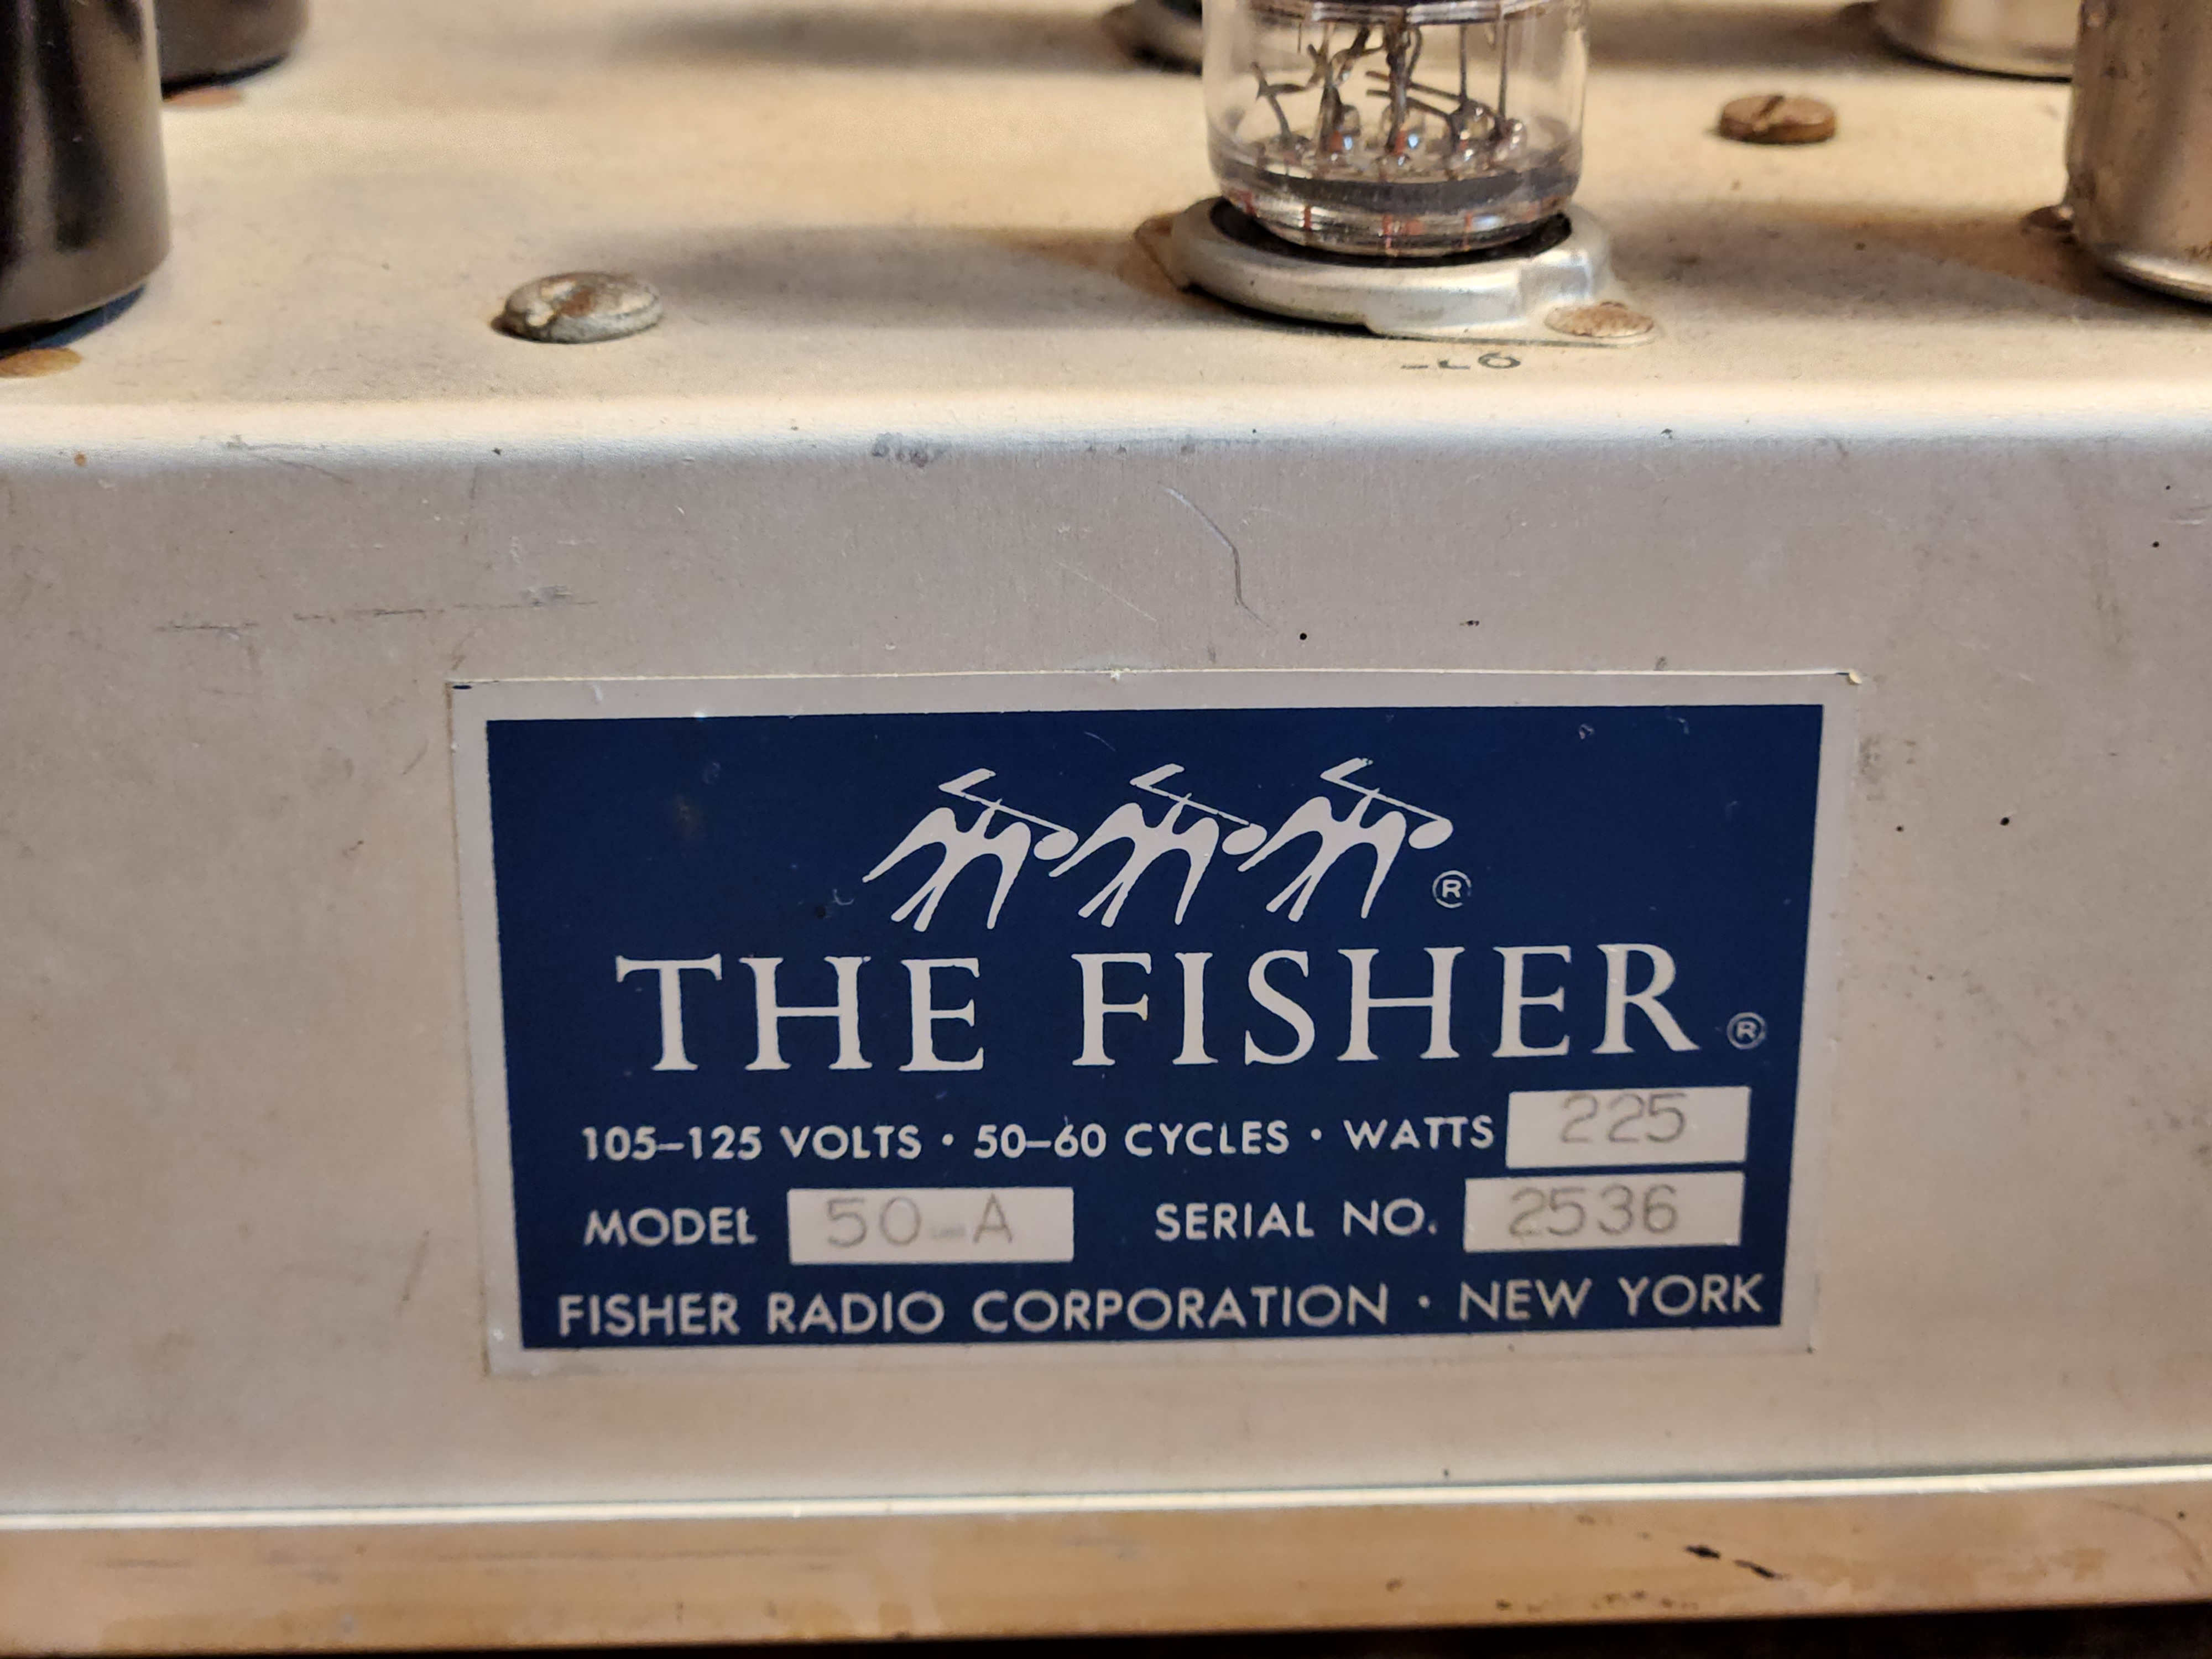 ®
THE FISHER®
105–125 VOLTS • 50–60 CYCLES • WATTS 225
MODEL 50-A SERIAL NO. 2536
FISHER RADIO CORPORATION • NEW YORK